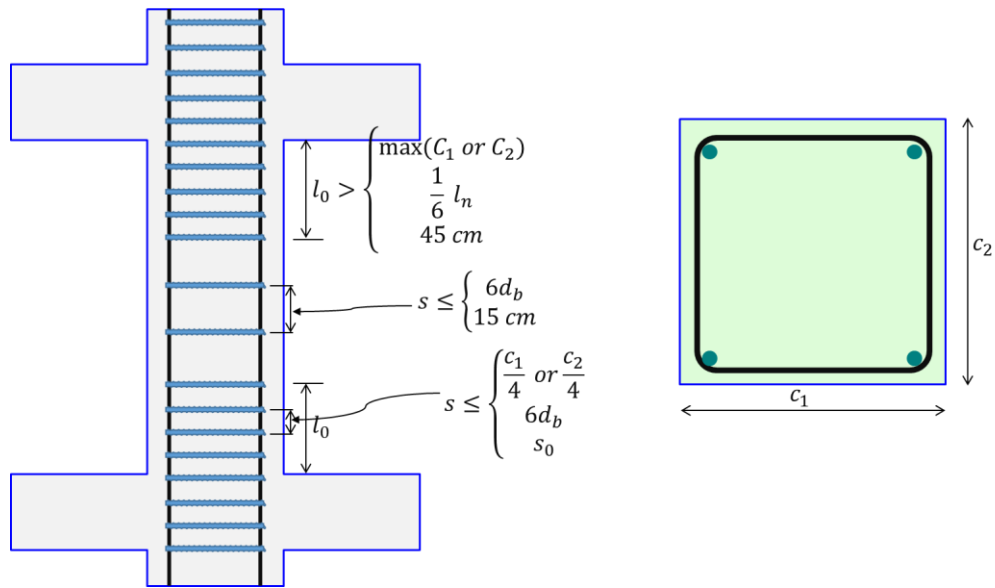 l₀ > { max(C₁ or C₂)
1/6 lₙ
45 cm
s ≤ { 6d_b
15 cm
s ≤ { c₁/4 or c₂/4
6d_b
s₀
l₀
c₂
c₁